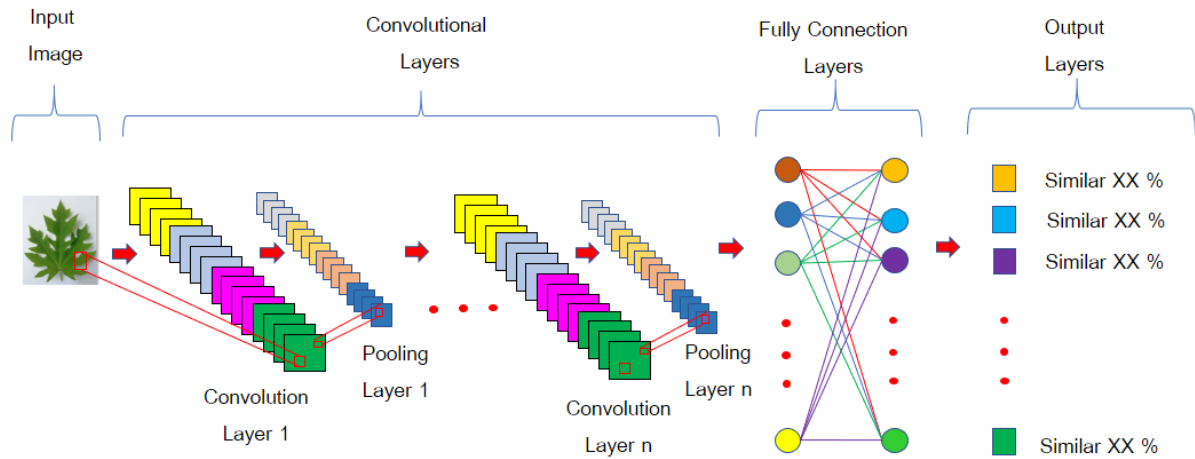 Input
Image
Convolutional
Layers
Fully Connection
Layers
Output
Layers
Similar XX %
Similar XX %
Similar XX %
Pooling
Layer 1
Convolution
Layer 1
Pooling
Layer n
Convolution
Layer n
Similar XX %